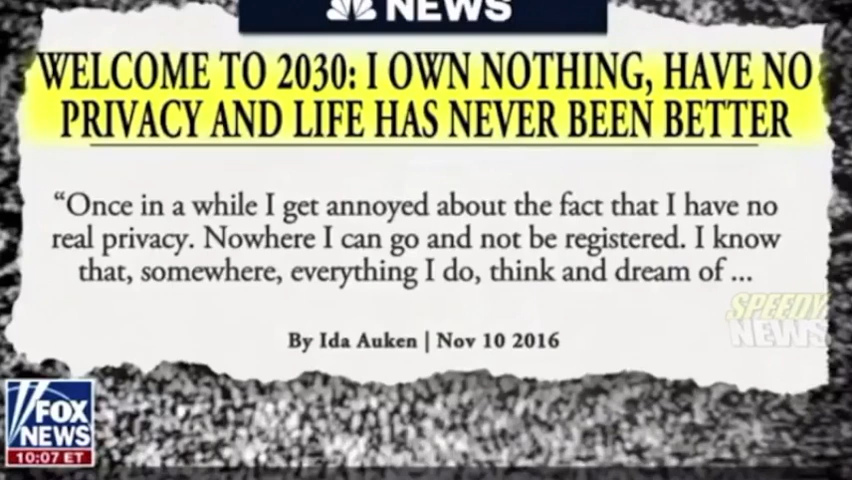 NEWS
WELCOME TO 2030: I OWN NOTHING, HAVE NO
PRIVACY AND LIFE HAS NEVER BEEN BETTER
“Once in a while I get annoyed about the fact that I have no
real privacy. Nowhere I can go and not be registered. I know
that, somewhere, everything I do, think and dream of ...
By Ida Auken | Nov 10 2016
SPEEDY
NEWS
FOX
NEWS
10:07 ET